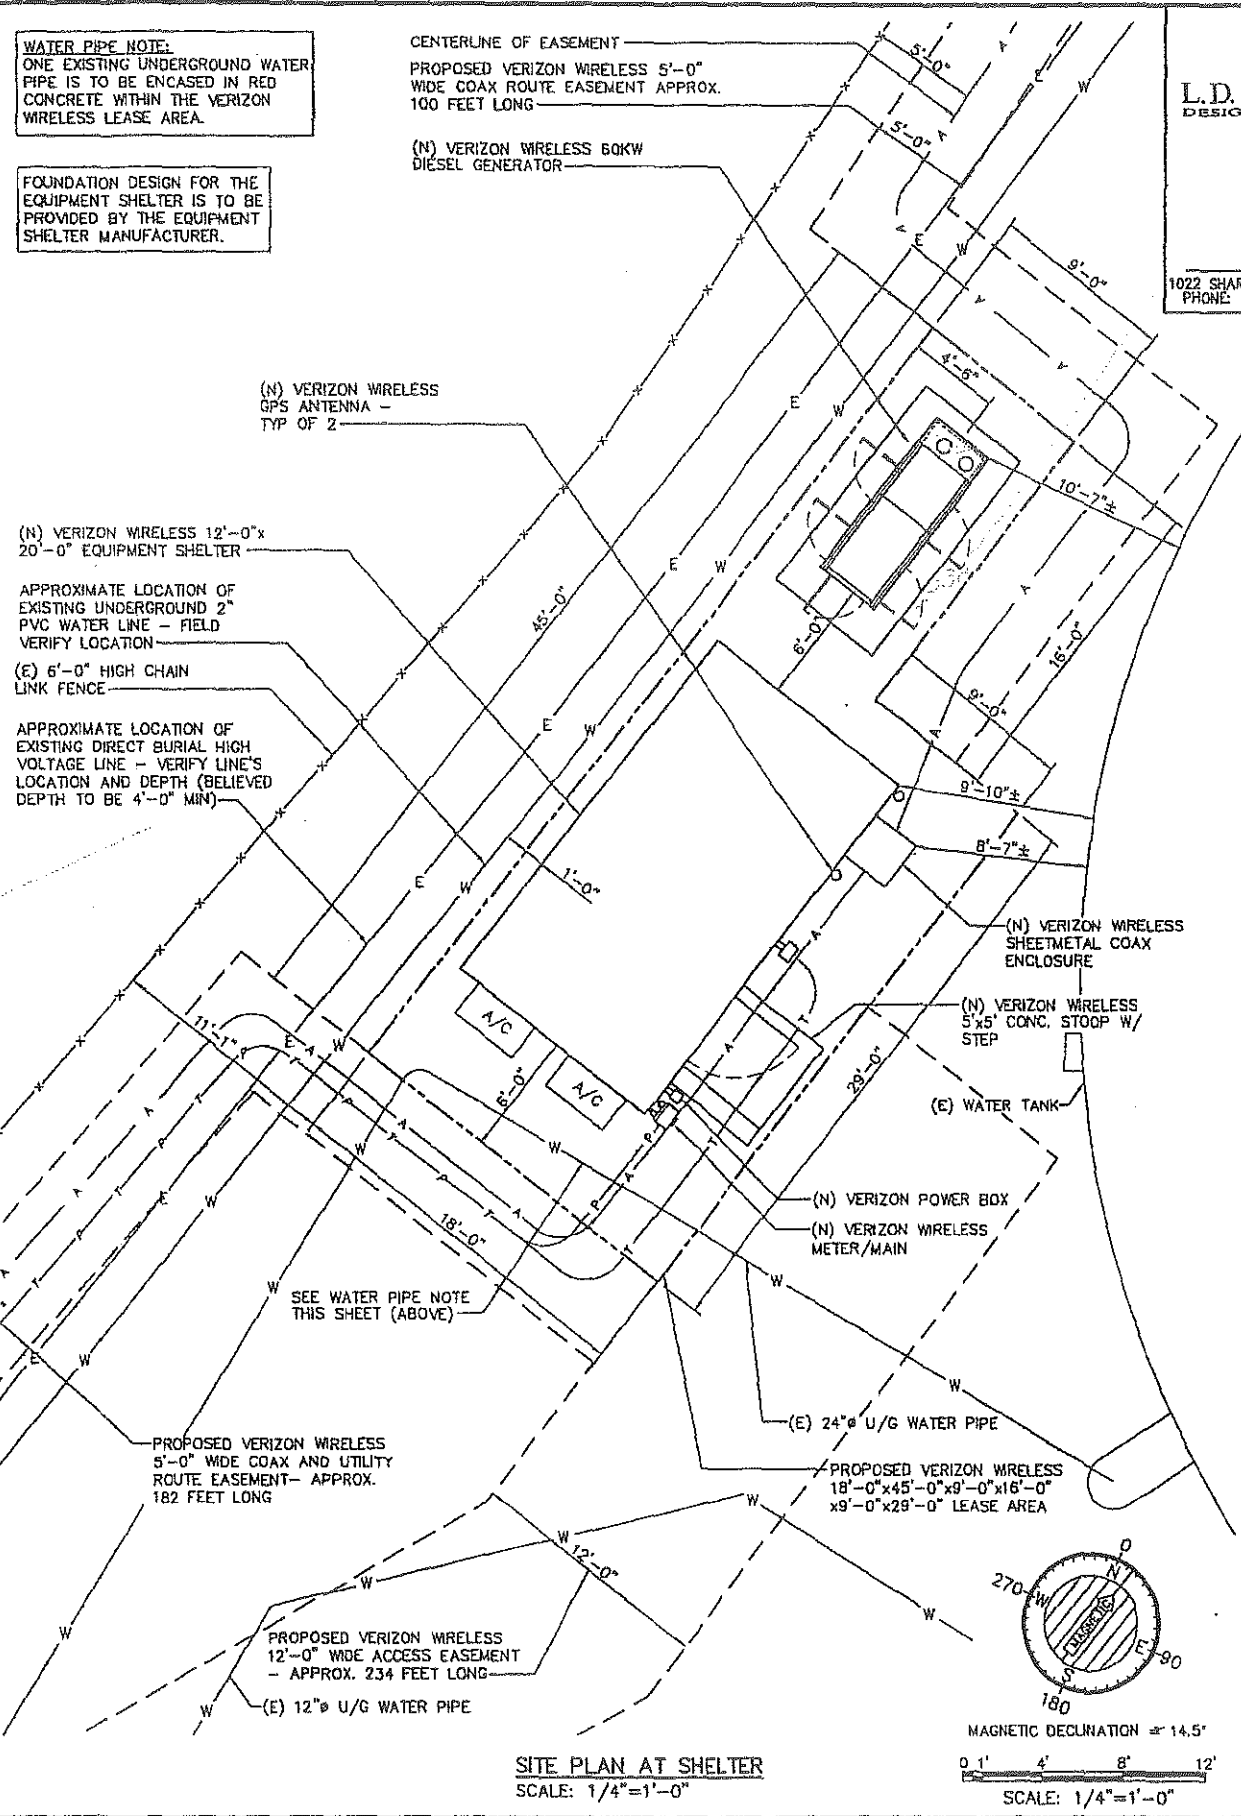 WATER PIPE NOTE:
ONE EXISTING UNDERGROUND WATER
PIPE IS TO BE ENCASED IN RED
CONCRETE WITHIN THE VERIZON
WIRELESS LEASE AREA.
FOUNDATION DESIGN FOR THE
EQUIPMENT SHELTER IS TO BE
PROVIDED BY THE EQUIPMENT
SHELTER MANUFACTURER.
CENTERLINE OF EASEMENT
PROPOSED VERIZON WIRELESS 5'-0"
WIDE COAX ROUTE EASEMENT APPROX.
100 FEET LONG
(N) VERIZON WIRELESS 60KW
DIESEL GENERATOR
L.D.
DESIG
1022 SHAR
PHONE:
5'-0"
5'-0"
9'-0"
4'-6"
10'-7"±
(N) VERIZON WIRELESS
GPS ANTENNA -
TYP OF 2
(N) VERIZON WIRELESS 12'-0"x
20'-0" EQUIPMENT SHELTER
APPROXIMATE LOCATION OF
EXISTING UNDERGROUND 2"
PVC WATER LINE - FIELD
VERIFY LOCATION
(E) 6'-0" HIGH CHAIN
LINK FENCE
APPROXIMATE LOCATION OF
EXISTING DIRECT BURIAL HIGH
VOLTAGE LINE - VERIFY LINE'S
LOCATION AND DEPTH (BELIEVED
DEPTH TO BE 4'-0" MIN)
45'-0"
6'-0"
16'-0"
9'-0"
9'-10"±
8'-7"±
1'-0"
(N) VERIZON WIRELESS
SHEETMETAL COAX
ENCLOSURE
(N) VERIZON WIRELESS
5'x5' CONC. STOOP W/
STEP
11'-1"
A/C
A/C
6'-0"
29'-0"
(E) WATER TANK
(N) VERIZON POWER BOX
(N) VERIZON WIRELESS
METER/MAIN
18'-0"
SEE WATER PIPE NOTE
THIS SHEET (ABOVE)
(E) 24"ø U/G WATER PIPE
PROPOSED VERIZON WIRELESS
5'-0" WIDE COAX AND UTILITY
ROUTE EASEMENT- APPROX.
182 FEET LONG
PROPOSED VERIZON WIRELESS
18'-0"x45'-0"x9'-0"x16'-0"
x9'-0"x29'-0" LEASE AREA
12'-0"
PROPOSED VERIZON WIRELESS
12'-0" WIDE ACCESS EASEMENT
- APPROX. 234 FEET LONG
(E) 12"ø U/G WATER PIPE
0
N
270 W
MAGNETIC
E 90
S
180
MAGNETIC DECLINATION = 14.5°
SITE PLAN AT SHELTER
SCALE: 1/4"=1'-0"
0 1' 4' 8' 12'
SCALE: 1/4"=1'-0"